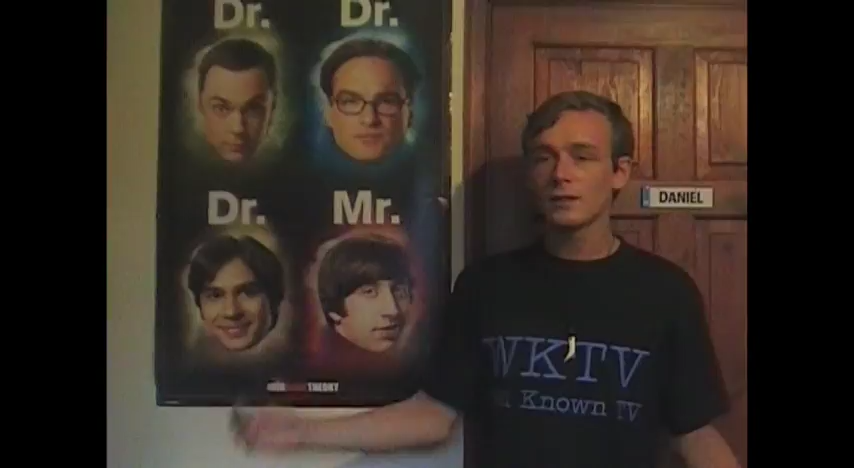 Dr. Dr.
Dr. Mr.
THEORY
DANIEL
WKTV
Known TV